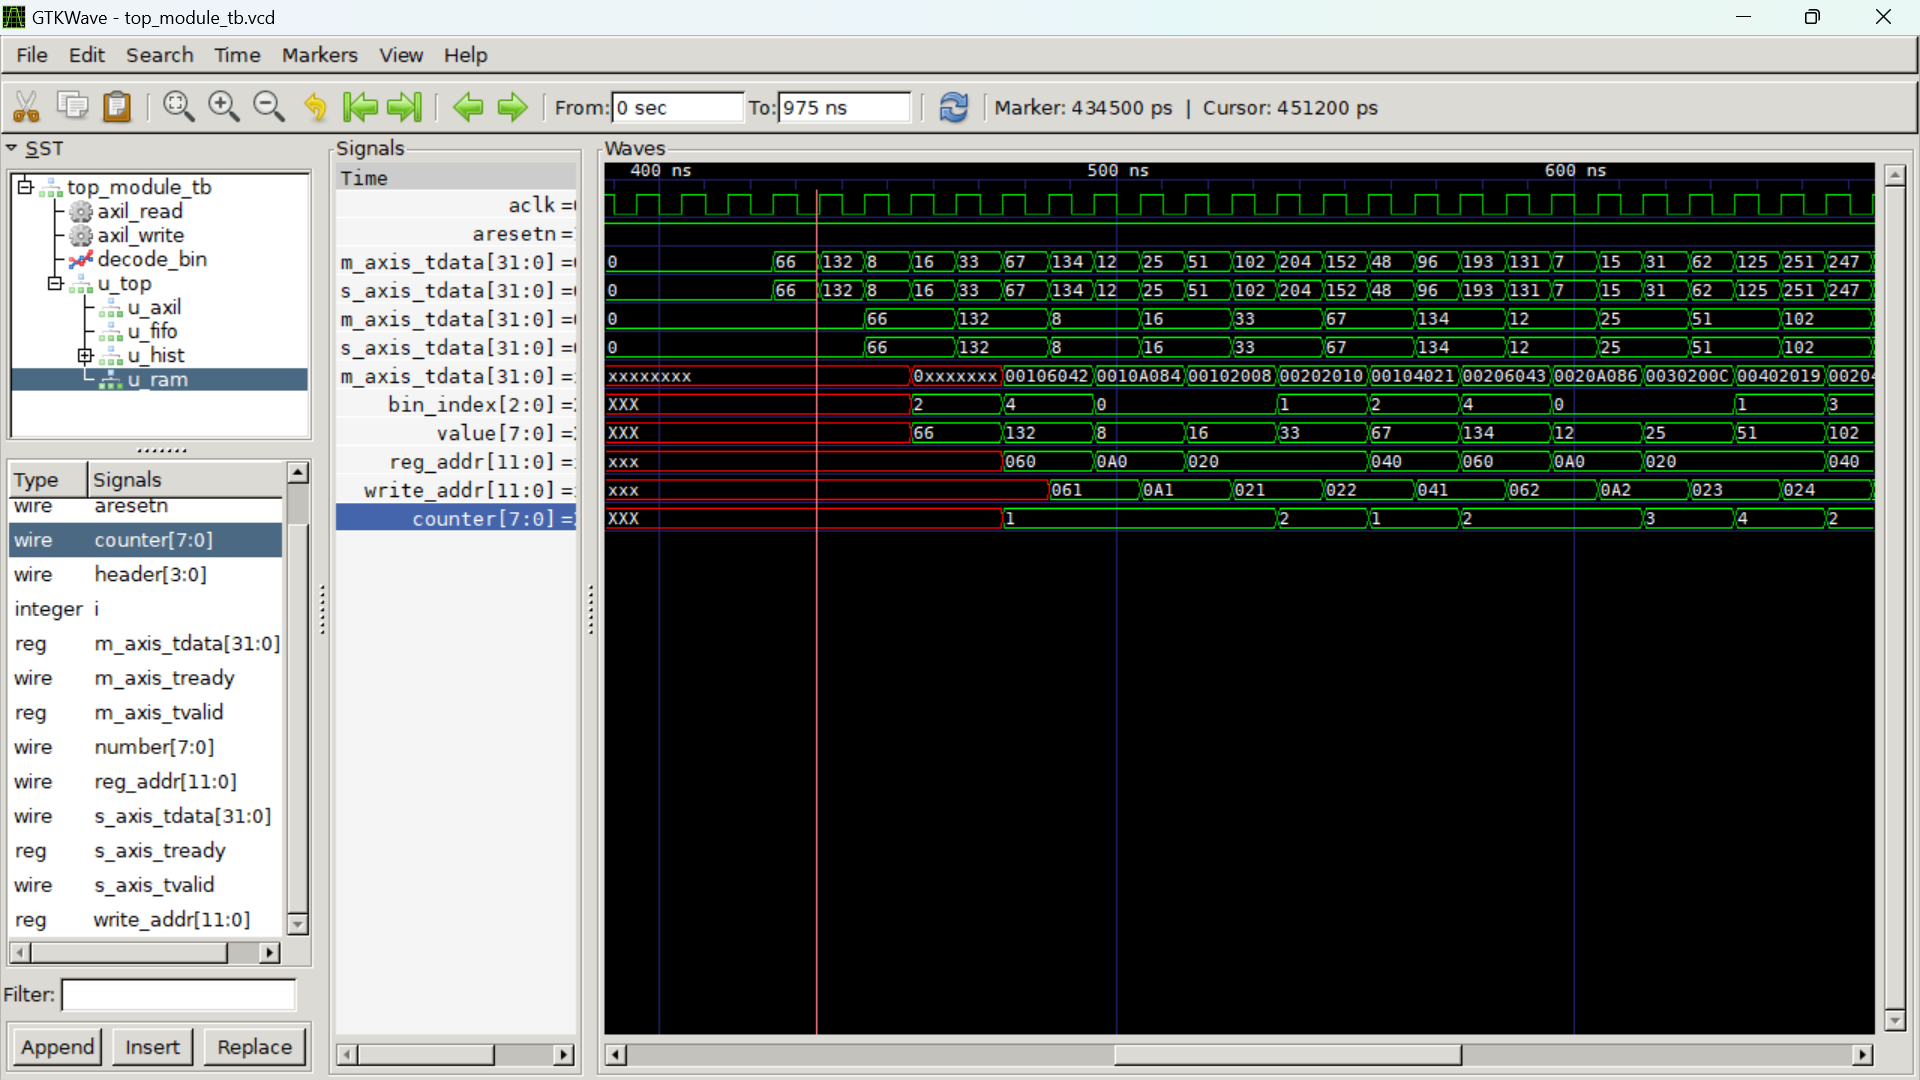 GTKWave - top_module_tb.vcd
File Edit Search Time Markers View Help
From: 0 sec To: 975 ns Marker: 434500 ps | Cursor: 451200 ps
SST
top_module_tb
axil_read
axil_write
decode_bin
u_top
u_axil
u_fifo
u_hist
u_ram
Type Signals
wire aresetn
wire counter[7:0]
wire header[3:0]
integer i
reg m_axis_tdata[31:0]
wire m_axis_tready
reg m_axis_tvalid
wire number[7:0]
wire reg_addr[11:0]
wire s_axis_tdata[31:0]
reg s_axis_tready
wire s_axis_tvalid
reg write_addr[11:0]
Filter:
Append Insert Replace
Signals
Time
aclk =
aresetn =
m_axis_tdata[31:0] =
s_axis_tdata[31:0] =
m_axis_tdata[31:0] =
s_axis_tdata[31:0] =
m_axis_tdata[31:0] =
bin_index[2:0] =
value[7:0] =
reg_addr[11:0] =
write_addr[11:0] =
counter[7:0] =
Waves
400 ns 500 ns 600 ns
0 66 132 8 16 33 67 134 12 25 51 102 204 152 48 96 193 131 7 15 31 62 125 251 247
0 66 132 8 16 33 67 134 12 25 51 102 204 152 48 96 193 131 7 15 31 62 125 251 247
0 66 132 8 16 33 67 134 12 25 51 102
0 66 132 8 16 33 67 134 12 25 51 102
xxxxxxxx 0xxxxxxx 00106042 0010A084 00102008 00202010 00104021 00206043 0020A086 0030200C 00402019 00204
XXX 2 4 0 1 2 4 0 1 3
XXX 66 132 8 16 33 67 134 12 25 51 102
xxx 060 0A0 020 040 060 0A0 020 040
xxx 061 0A1 021 022 041 062 0A2 023 024
XXX 1 2 1 2 3 4 2